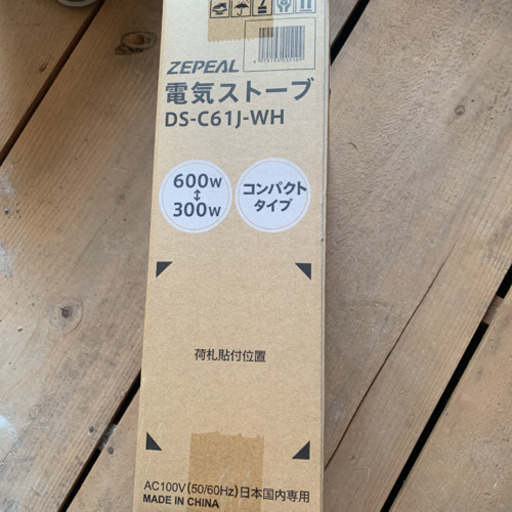 ZEPEAL
電気ストーブ
DS-C61J-WH
600W
↕
300W
コンパクト
タイプ
荷札貼付位置
AC100V(50/60Hz)日本国内専用
MADE IN CHINA